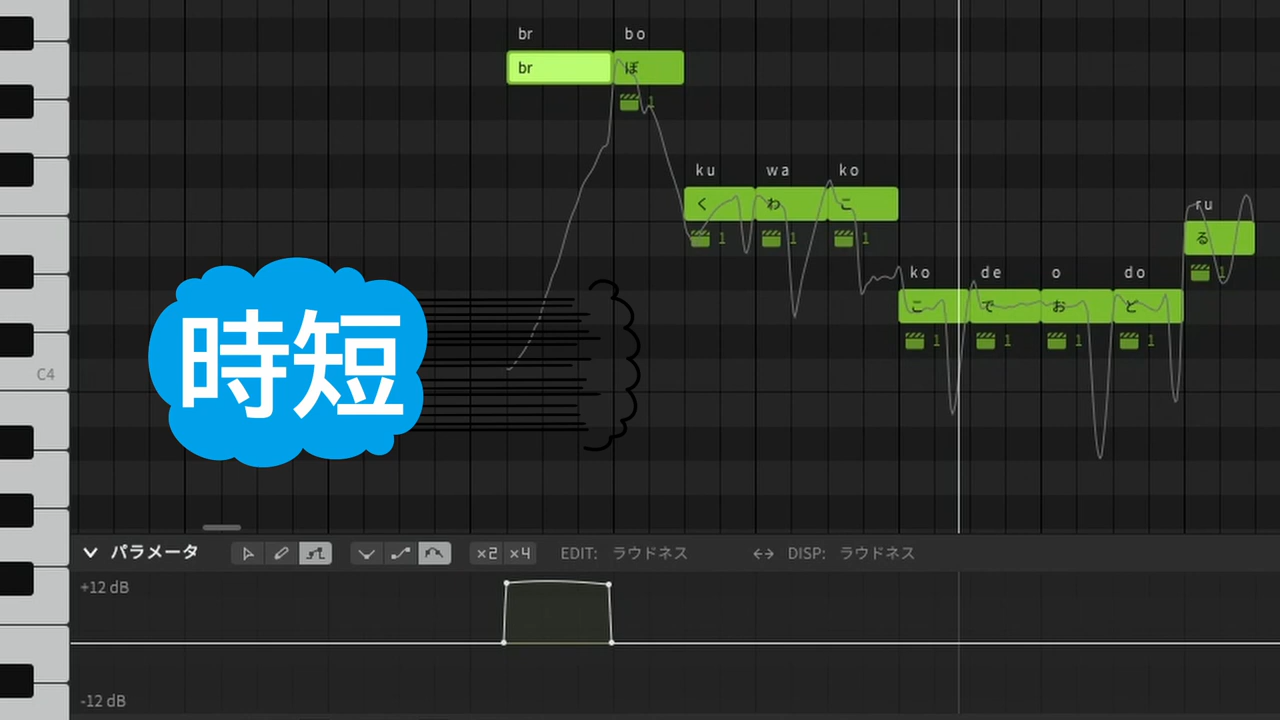 br bo
br ぼ
1
ku wa ko
く わ こ
1 1 1
ru
る
1
ko de o do
こ で お ど
1 1 1 1
時短
C4
パラメータ ×2 ×4 EDIT: ラウドネス DISP: ラウドネス
+12 dB
-12 dB